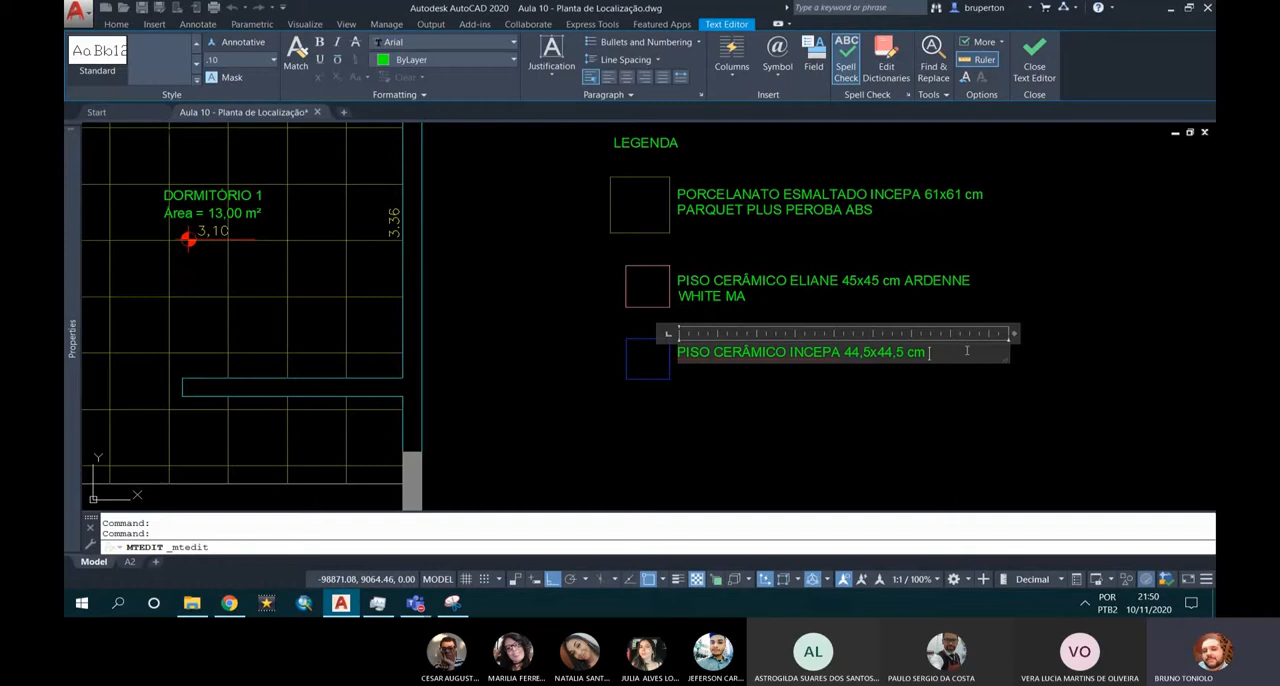 Autodesk AutoCAD 2020 Aula 10 - Planta de Localização.dwg
Type a keyword or phrase
bruperton
Home Insert Annotate Parametric View Manage Output Add-ins Collaborate Express Tools Featured Apps Text Editor
AaBb12
Standard
Annotative
.10
Mask
Style
A
Match
B I
Arial
U O
ByLayer
Clear
Formatting
Justification
Bullets and Numbering
Line Spacing
Paragraph
Columns
Symbol
Field
Insert
ABC
Spell
Check
Edit
Dictionaries
Spell Check
Find &
Replace
Tools
More
Ruler
Options
Close
Text Editor
Close
Start
Aula 10 - Planta de Localização*
Properties
DORMITÓRIO 1
Área = 13,00 m²
3,10
3.36
Y
X
LEGENDA
PORCELANATO ESMALTADO INCEPA 61x61 cm
PARQUET PLUS PEROBA ABS
PISO CERÂMICO ELIANE 45x45 cm ARDENNE
WHITE MA
PISO CERÂMICO INCEPA 44,5x44,5 cm
Command:
Command:
MTEDIT _mtedit
Model A2
-98871.08, 9064.46, 0.00 MODEL 1:1 / 100% Decimal
POR
PTB2
21:50
10/11/2020
AL
VO
CESAR AUGUST...
MARILIA FERRE...
NATALIA SANT...
JULIA ALVES LO...
JEFERSON CAR...
ASTROGILDA SUARES DOS SANTOS...
PAULO SERGIO DA COSTA
VERA LUCIA MARTINS DE OLIVEIRA
BRUNO TONIOLO